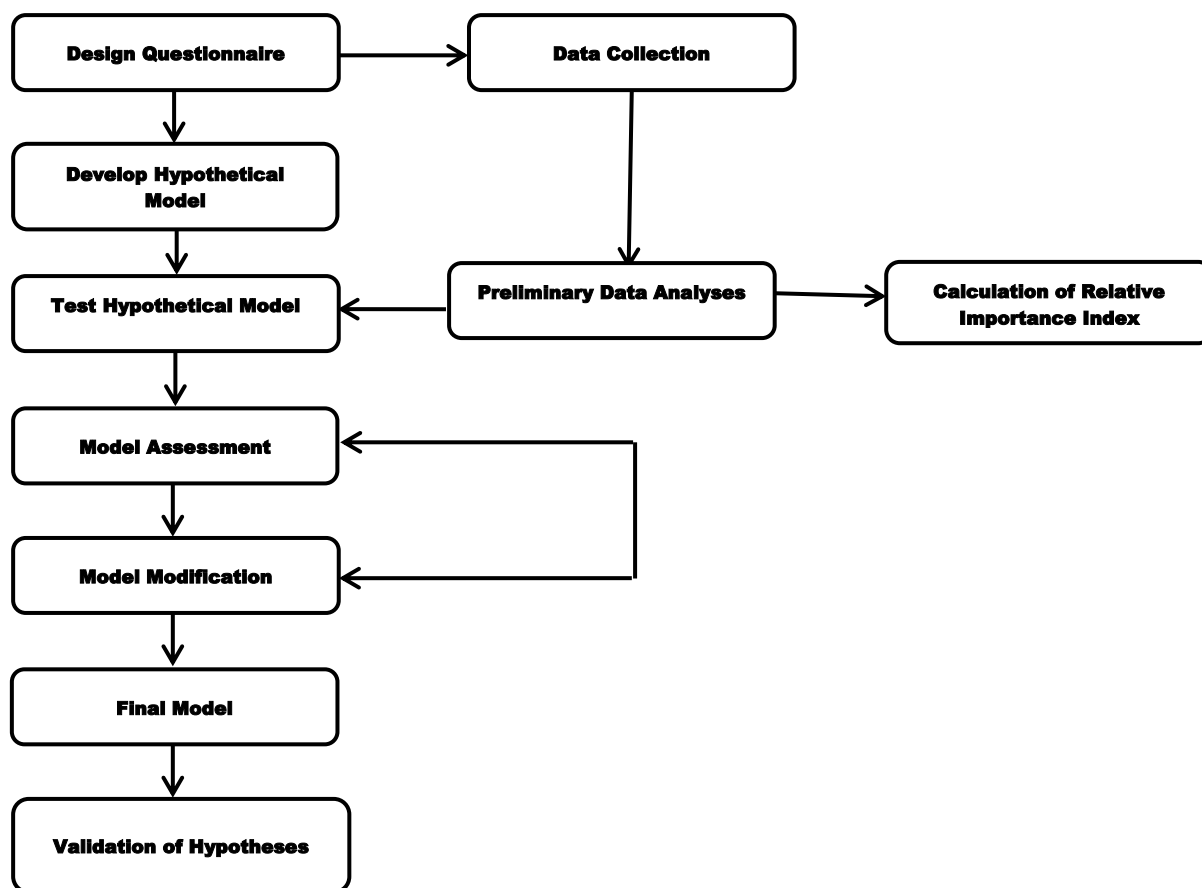 Design Questionnaire
Data Collection
Develop Hypothetical
Model
Test Hypothetical Model
Preliminary Data Analyses
Calculation of Relative
Importance Index
Model Assessment
Model Modification
Final Model
Validation of Hypotheses